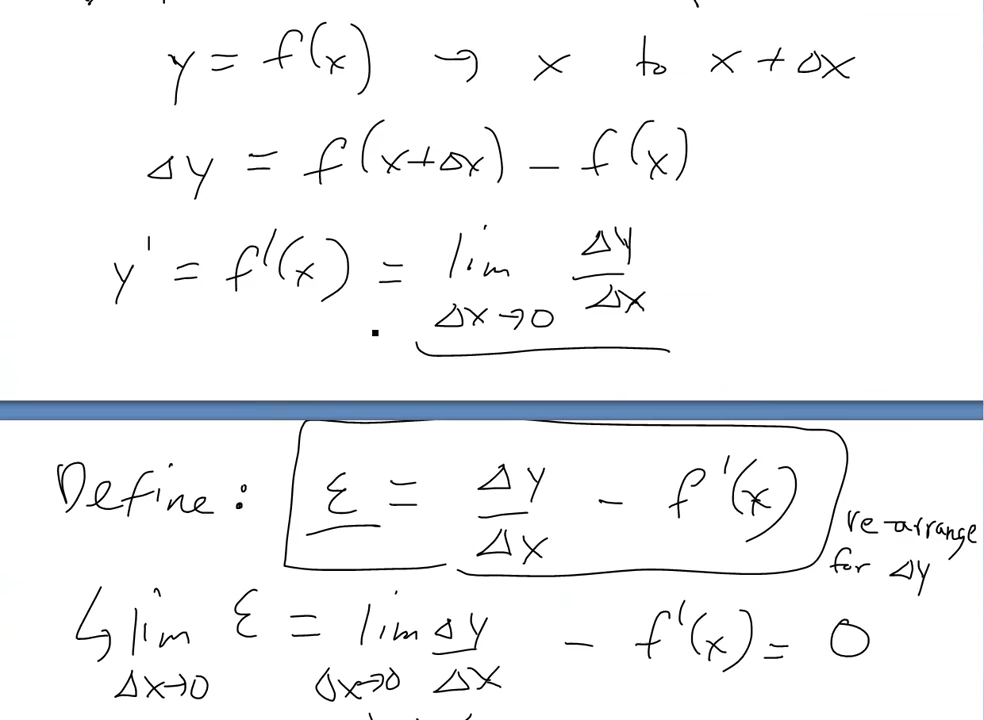 y = f(x) → x to x + Δx
Δy = f(x+Δx) − f(x)
y' = f'(x) = lim Δx→0 Δy/Δx
Define: ε = Δy/Δx − f'(x)
re-arrange for Δy
↳ lim Δx→0 ε = lim Δx→0 Δy/Δx − f'(x) = 0